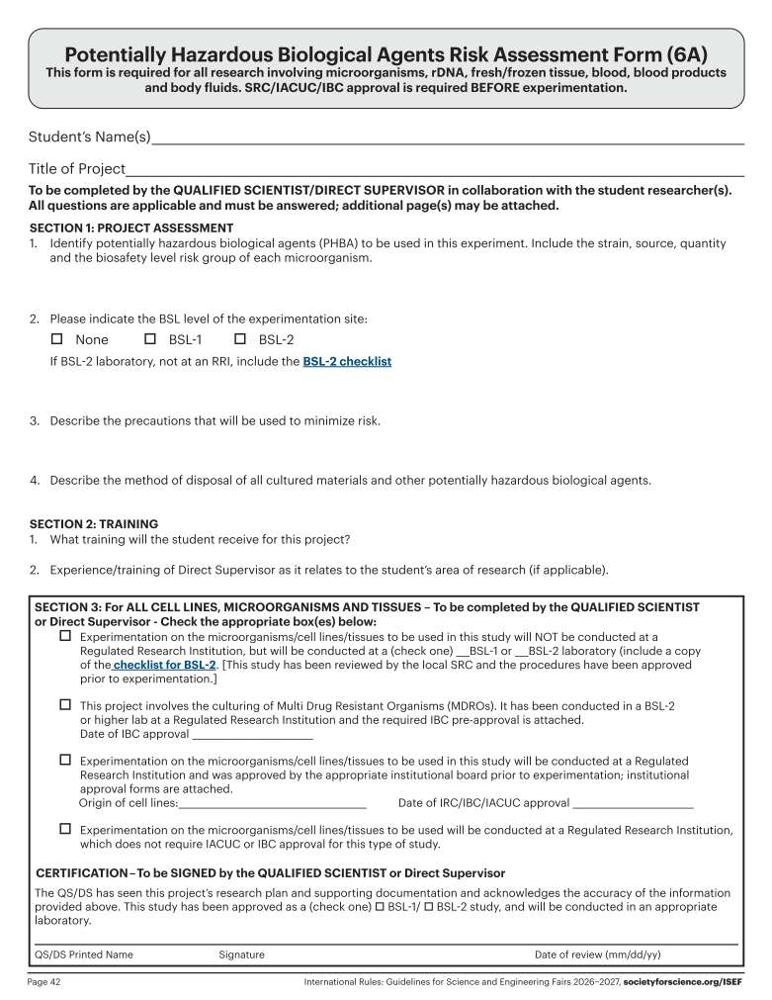 Potentially Hazardous Biological Agents Risk Assessment Form (6A)
This form is required for all research involving microorganisms, rDNA, fresh/frozen tissue, blood, blood products
and body fluids. SRC/IACUC/IBC approval is required BEFORE experimentation.
Student's Name(s)
Title of Project
To be completed by the QUALIFIED SCIENTIST/DIRECT SUPERVISOR in collaboration with the student researcher(s).
All questions are applicable and must be answered; additional page(s) may be attached.
SECTION 1: PROJECT ASSESSMENT
1. Identify potentially hazardous biological agents (PHBA) to be used in this experiment. Include the strain, source, quantity
and the biosafety level risk group of each microorganism.
2. Please indicate the BSL level of the experimentation site:
☐ None ☐ BSL-1 ☐ BSL-2
If BSL-2 laboratory, not at an RRI, include the BSL-2 checklist
3. Describe the precautions that will be used to minimize risk.
4. Describe the method of disposal of all cultured materials and other potentially hazardous biological agents.
SECTION 2: TRAINING
1. What training will the student receive for this project?
2. Experience/training of Direct Supervisor as it relates to the student's area of research (if applicable).
SECTION 3: For ALL CELL LINES, MICROORGANISMS AND TISSUES – To be completed by the QUALIFIED SCIENTIST
or Direct Supervisor - Check the appropriate box(es) below:
☐ Experimentation on the microorganisms/cell lines/tissues to be used in this study will NOT be conducted at a
Regulated Research Institution, but will be conducted at a (check one) __BSL-1 or __BSL-2 laboratory (include a copy
of the checklist for BSL-2. [This study has been reviewed by the local SRC and the procedures have been approved
prior to experimentation.]
☐ This project involves the culturing of Multi Drug Resistant Organisms (MDROs). It has been conducted in a BSL-2
or higher lab at a Regulated Research Institution and the required IBC pre-approval is attached.
Date of IBC approval ____________________
☐ Experimentation on the microorganisms/cell lines/tissues to be used in this study will be conducted at a Regulated
Research Institution and was approved by the appropriate institutional board prior to experimentation; institutional
approval forms are attached.
Origin of cell lines:______________________________ Date of IRC/IBC/IACUC approval ____________________
☐ Experimentation on the microorganisms/cell lines/tissues to be used will be conducted at a Regulated Research Institution,
which does not require IACUC or IBC approval for this type of study.
CERTIFICATION – To be SIGNED by the QUALIFIED SCIENTIST or Direct Supervisor
The QS/DS has seen this project's research plan and supporting documentation and acknowledges the accuracy of the information
provided above. This study has been approved as a (check one) ☐ BSL-1/ ☐ BSL-2 study, and will be conducted in an appropriate
laboratory.
QS/DS Printed Name Signature Date of review (mm/dd/yy)
Page 42 International Rules: Guidelines for Science and Engineering Fairs 2026–2027, societyforscience.org/ISEF